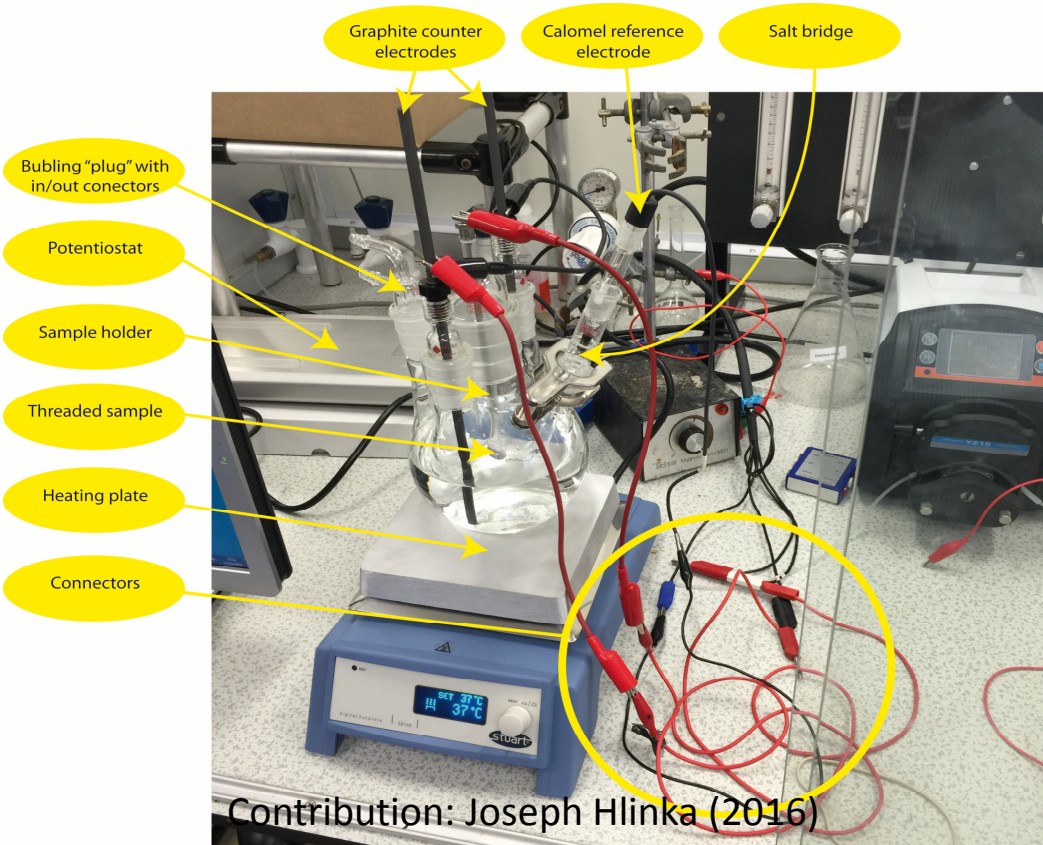 Graphite counter
electrodes
Calomel reference
electrode
Salt bridge
Bubling “plug” with
in/out conectors
Potentiostat
Sample holder
Threaded sample
Heating plate
Connectors
SET 37°C
37°C
stuart
YZ15
Contribution: Joseph Hlinka (2016)